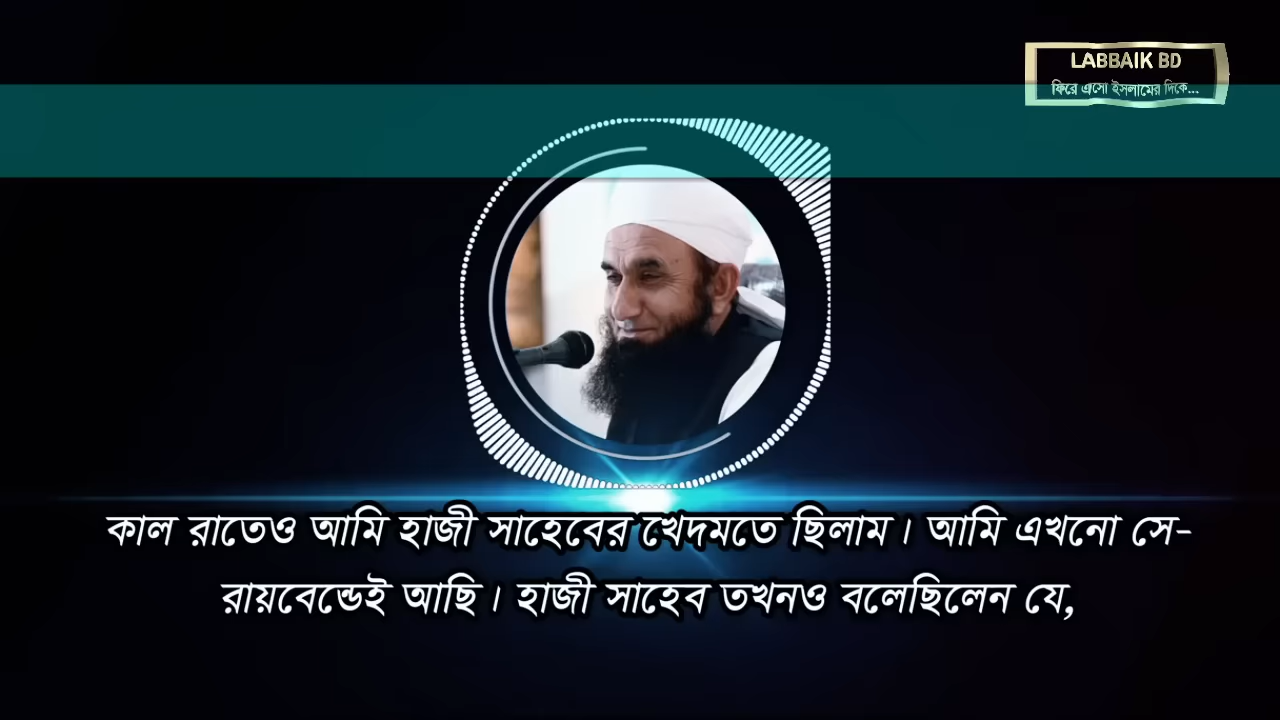 LABBAIK BD
ফিরে এসো ইসলামের দিকে...
কাল রাতেও আমি হাজী সাহেবের খেদমতে ছিলাম। আমি এখনো সে-
রায়বেন্ডেই আছি। হাজী সাহেব তখনও বলেছিলেন যে,